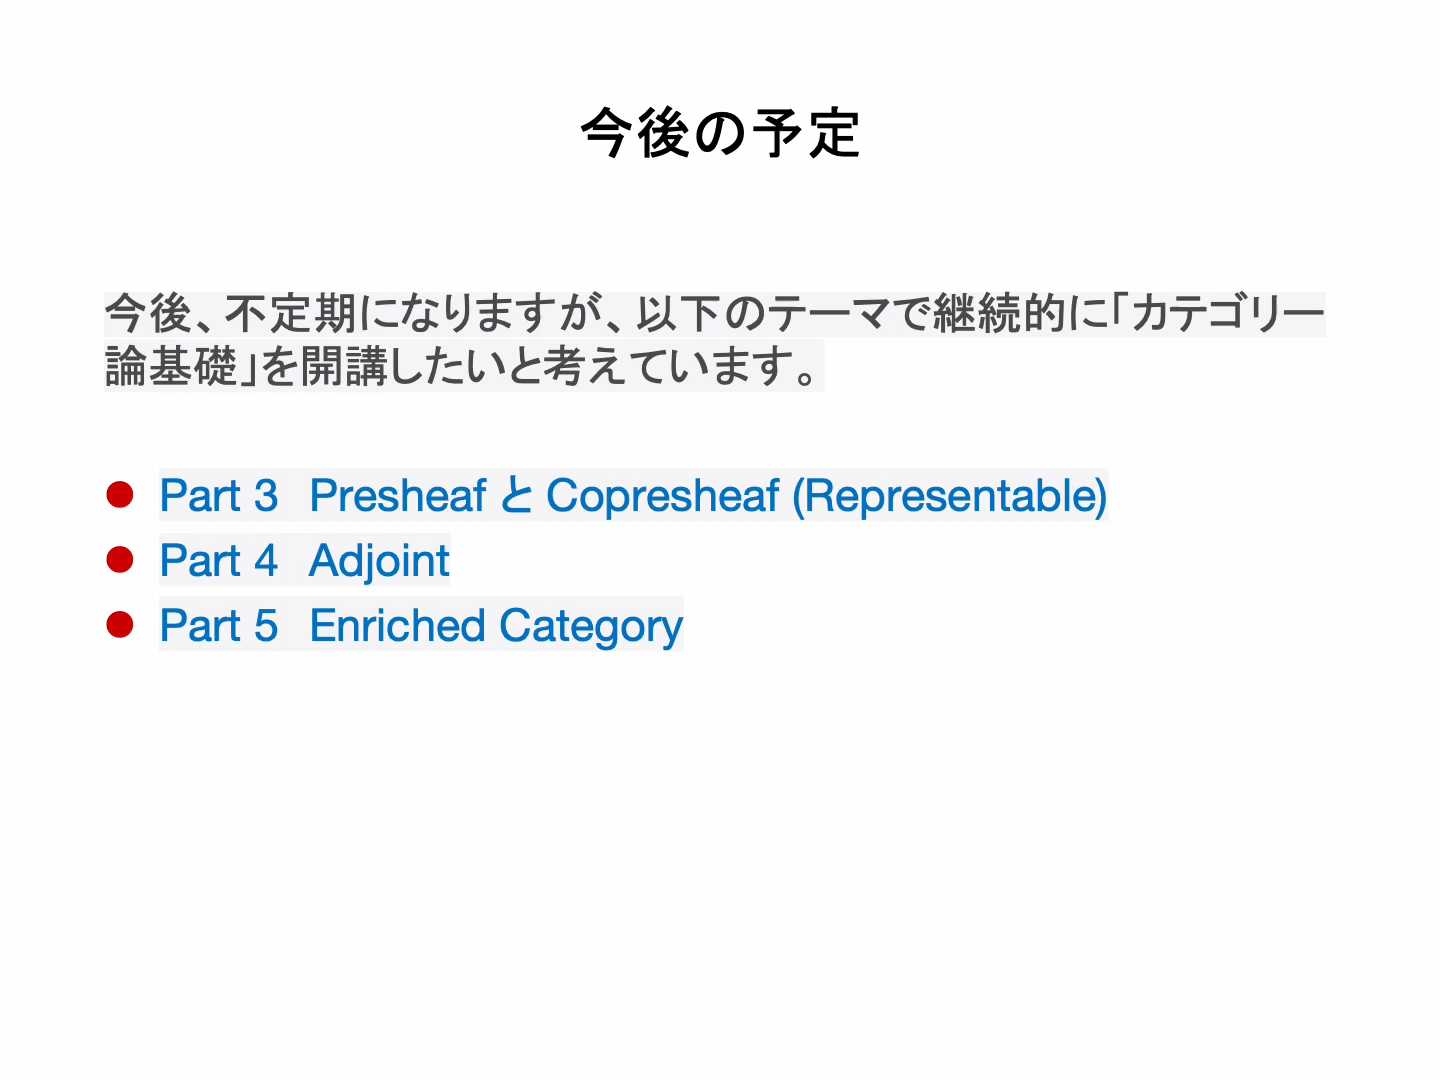 今後の予定
今後、不定期になりますが、以下のテーマで継続的に「カテゴリー
論基礎」を開講したいと考えています。
● Part 3 Presheaf と Copresheaf (Representable)
● Part 4 Adjoint
● Part 5 Enriched Category